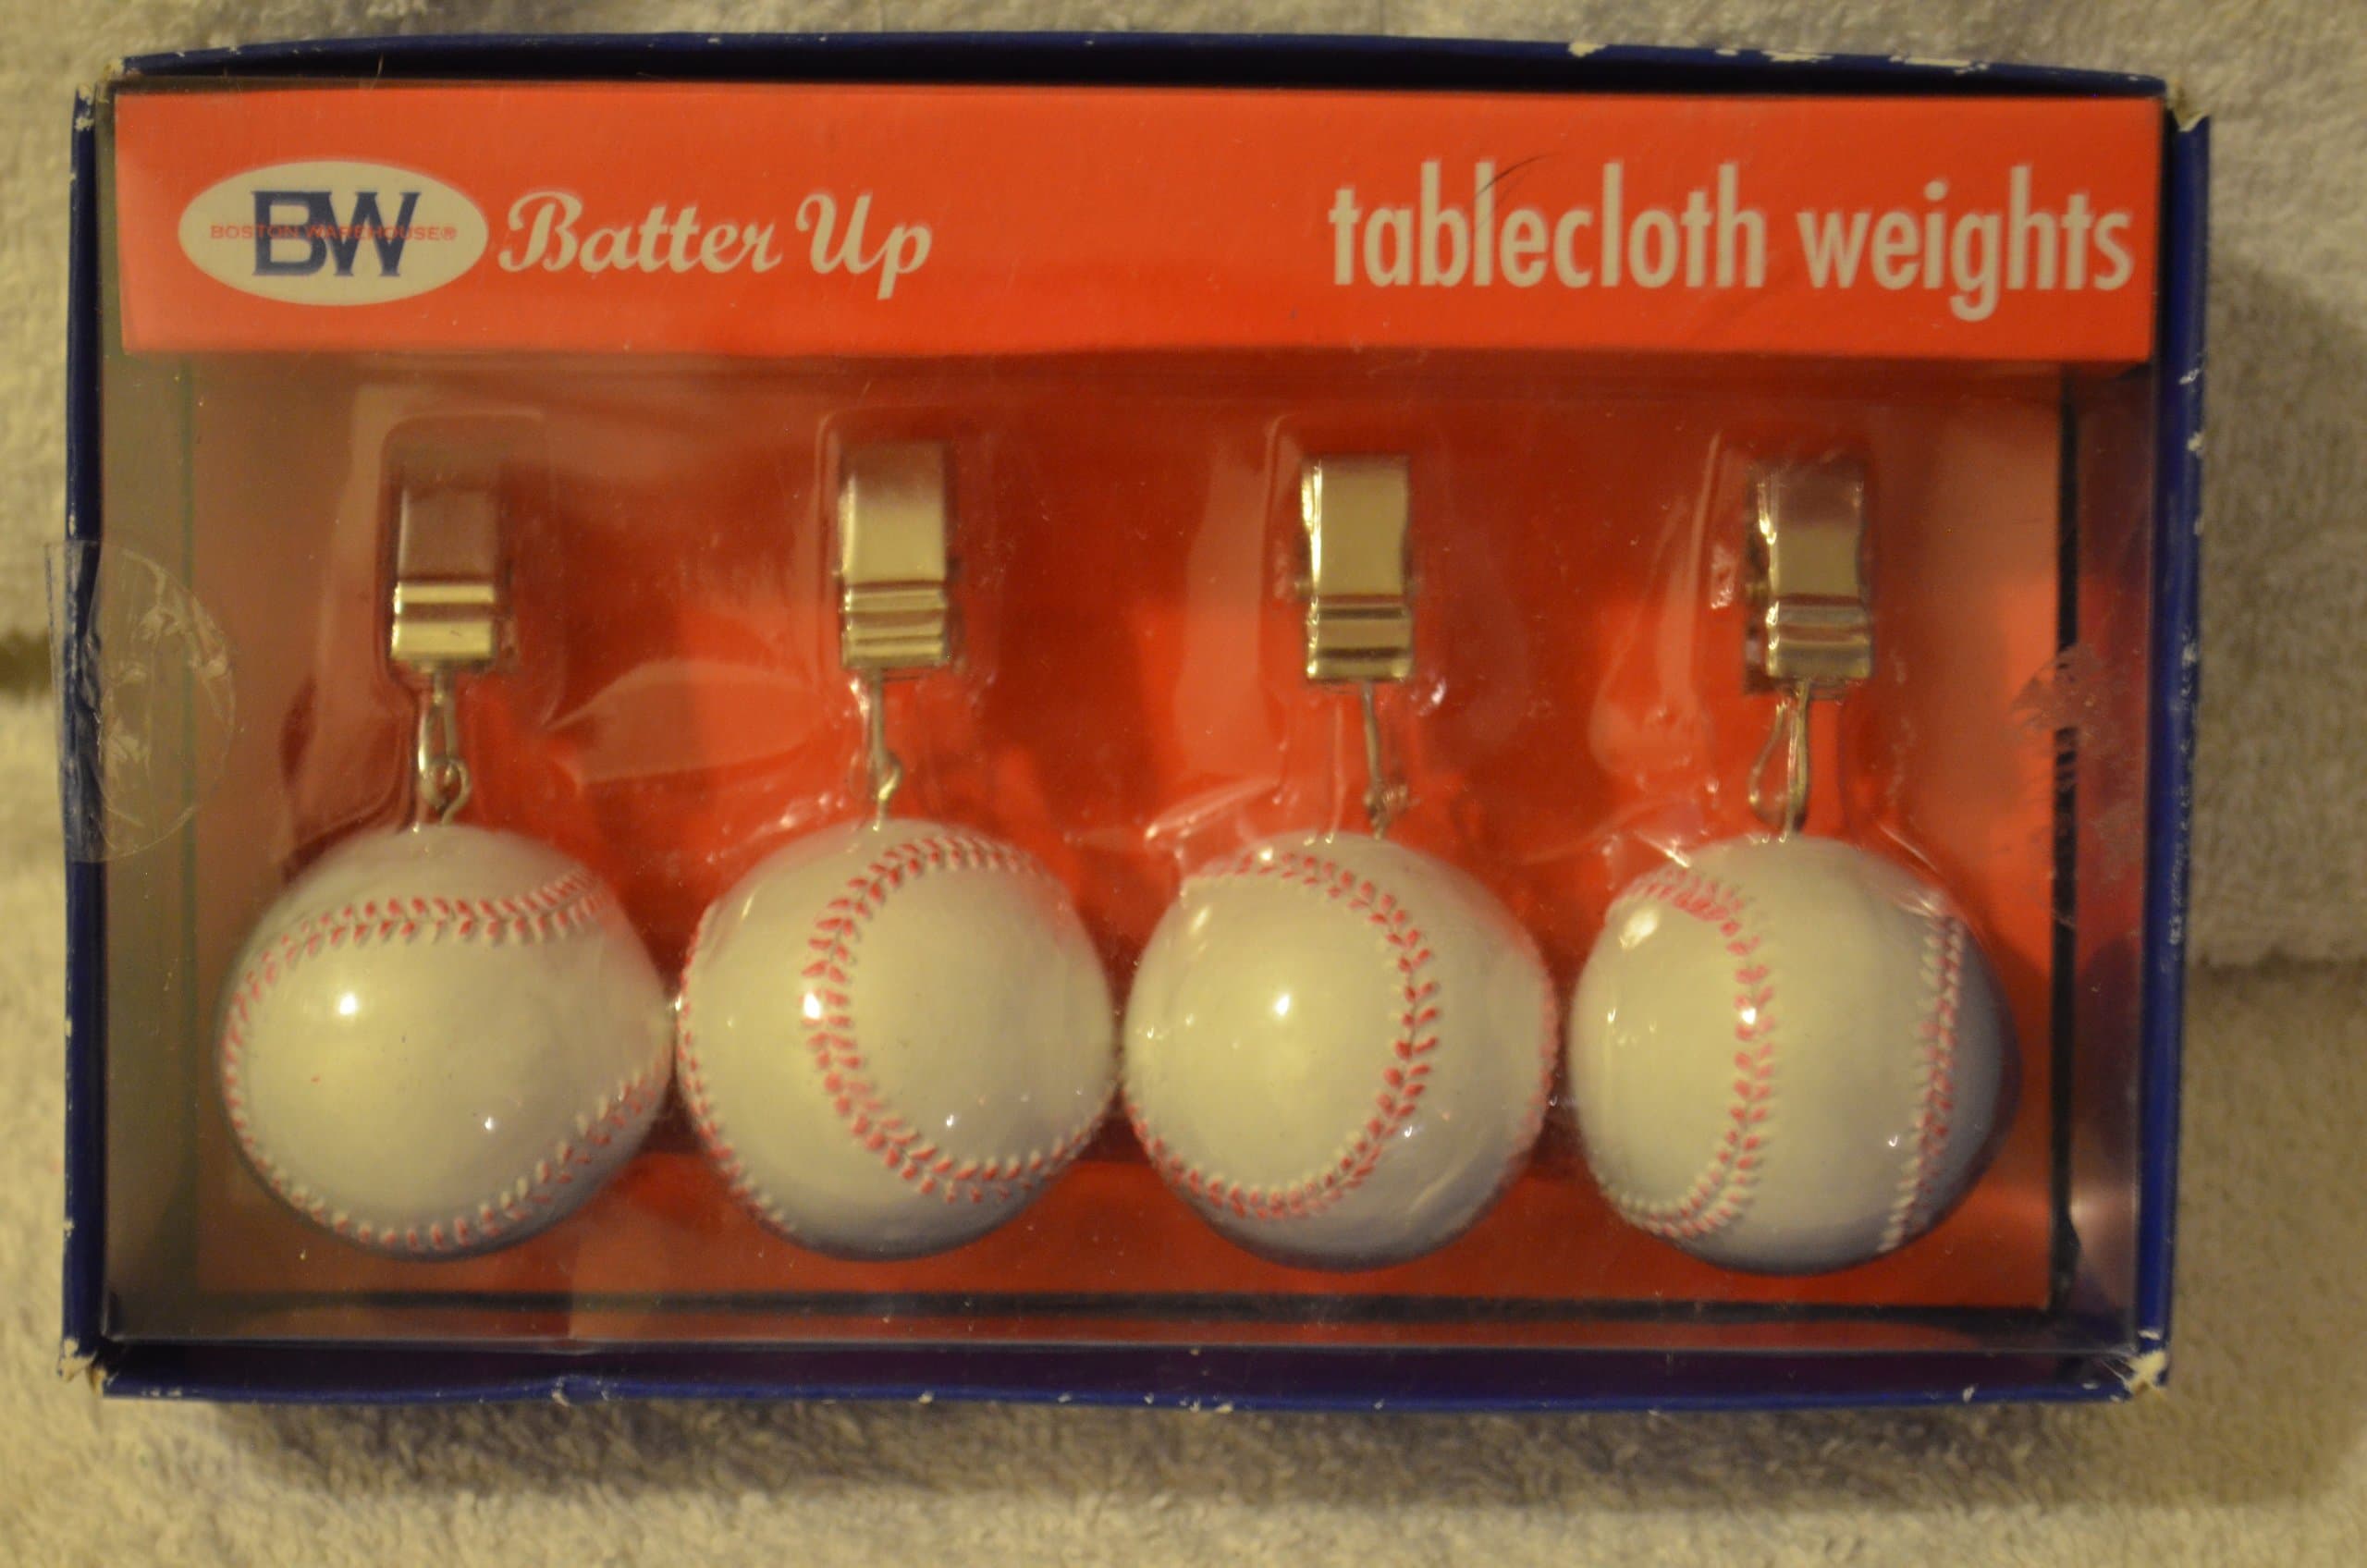 BW
BOSTON WAREHOUSE®
Batter Up
tablecloth weights